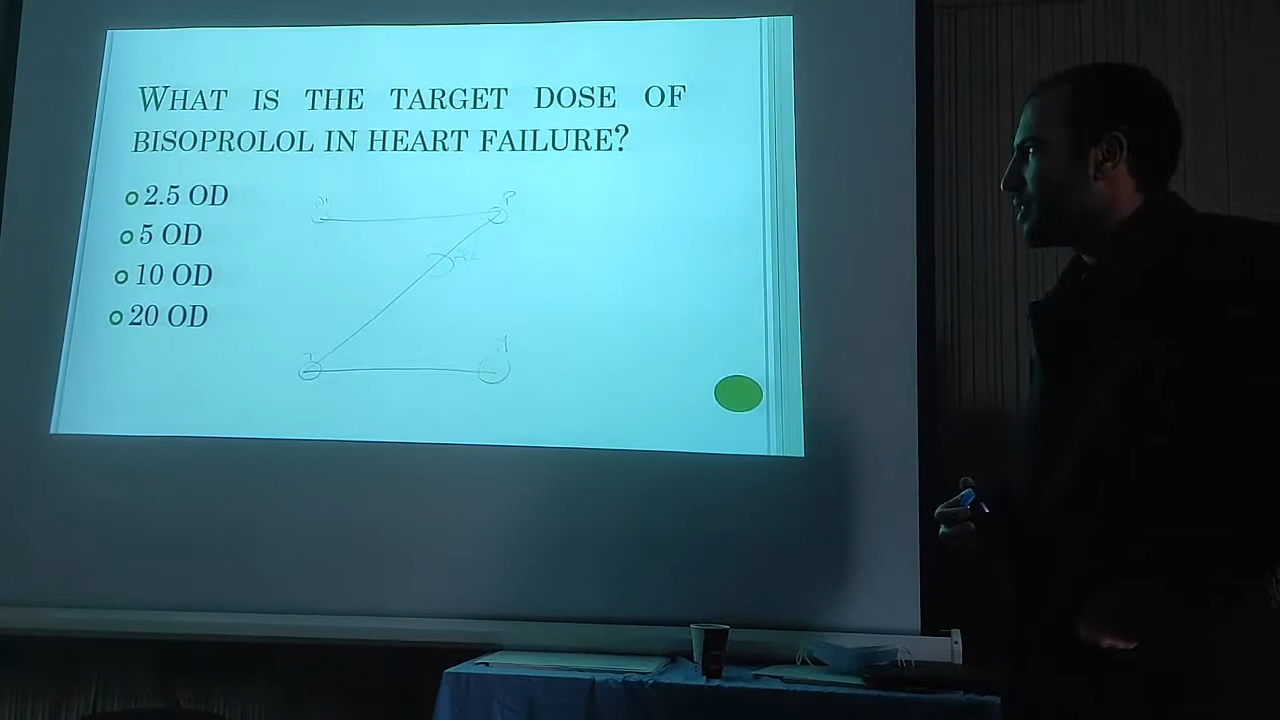 WHAT IS THE TARGET DOSE OF
BISOPROLOL IN HEART FAILURE?
2.5 OD
5 OD
10 OD
20 OD